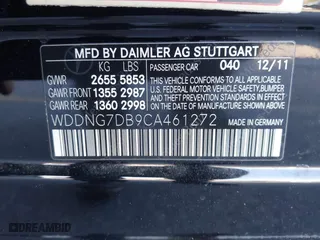 MFD BY DAIMLER AG STUTTGART
KG LBS PASSENGER CAR 040 12/11
GVWR 2655 5853
GAWR FRONT 1355 2987
GAWR REAR 1360 2998
THIS VEHICLE CONFORMS TO ALL APPLICABLE
U.S. FEDERAL MOTOR VEHICLE SAFETY,
BUMPER, AND THEFT PREVENTION STANDARDS
IN EFFECT ON THE DATE OF
MANUFACTURE SHOWN ABOVE.
WDDNG7DB9CA461272
MADE IN GERMANY
DREAMBID